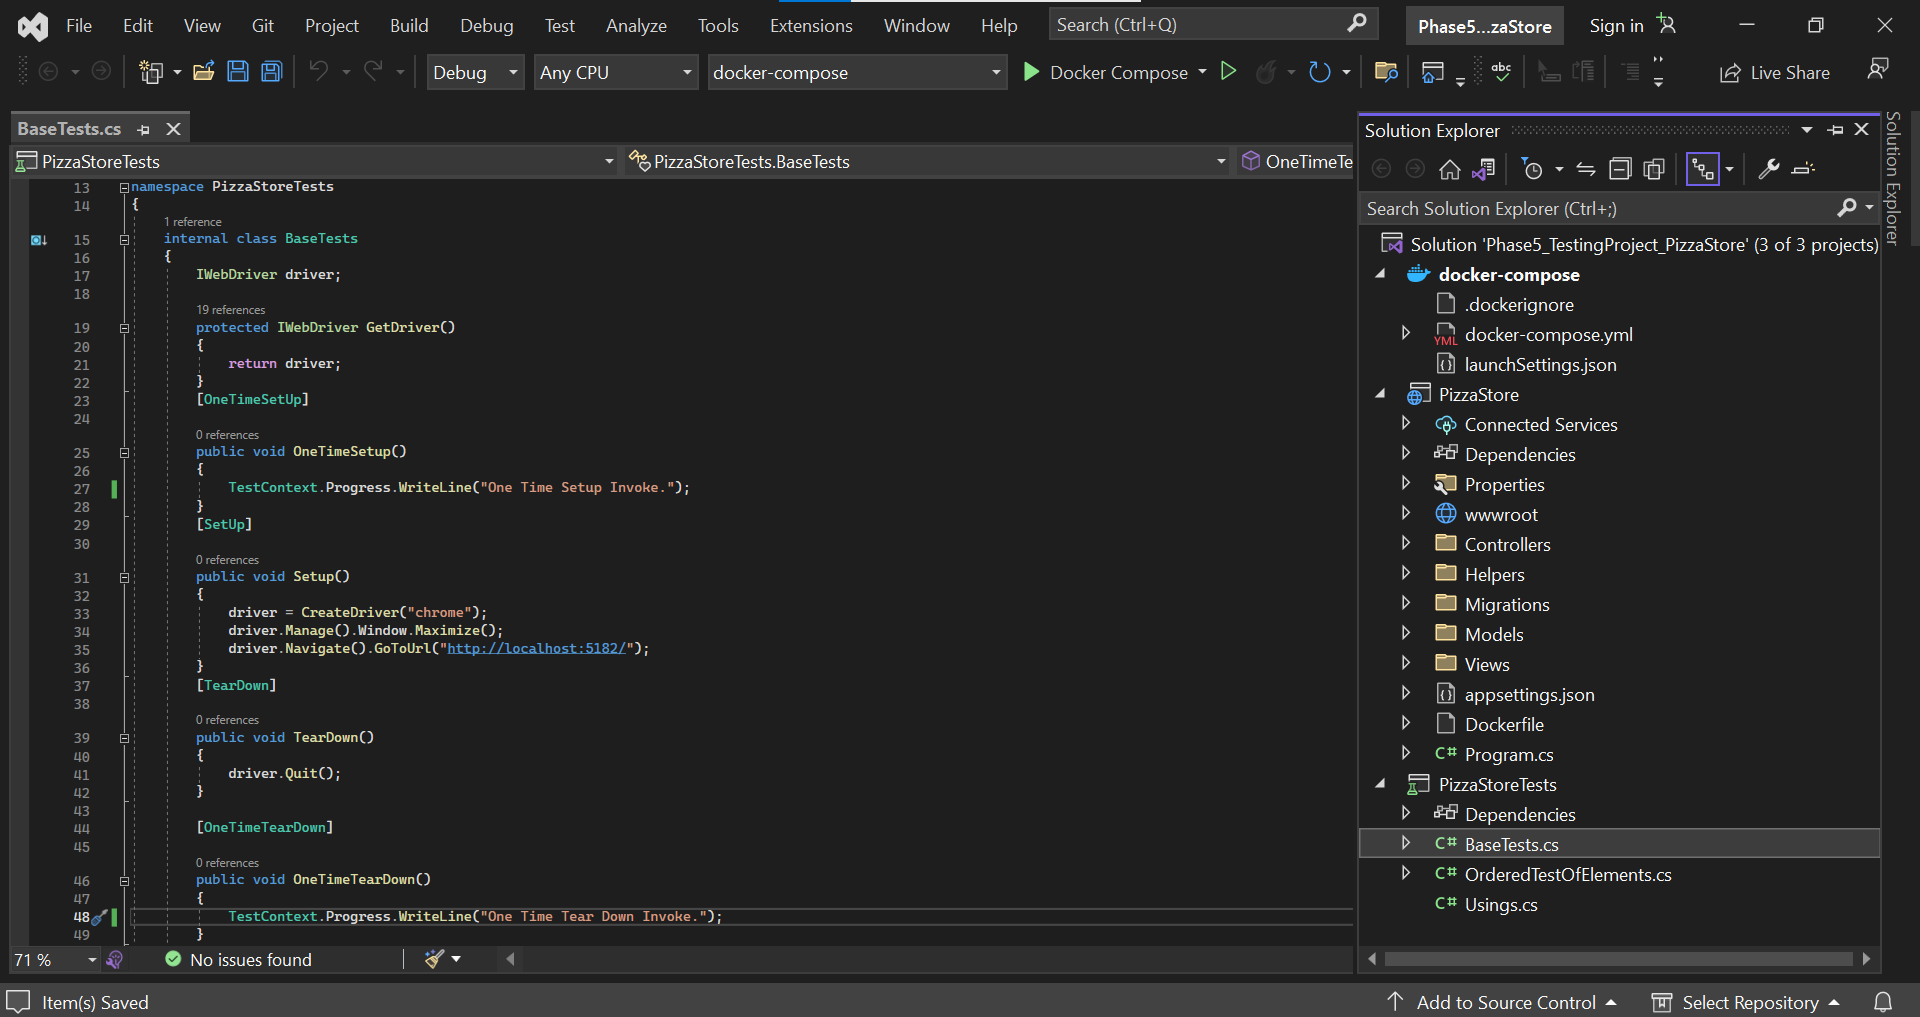 File Edit View Git Project Build Debug Test Analyze Tools Extensions Window Help Search (Ctrl+Q) Phase5...zaStore Sign in
Debug Any CPU docker-compose Docker Compose Live Share
BaseTests.cs
PizzaStoreTests PizzaStoreTests.BaseTests OneTimeTe
13 namespace PizzaStoreTests
14 {
1 reference
15 internal class BaseTests
16 {
17 IWebDriver driver;
18
19 references
19 protected IWebDriver GetDriver()
20 {
21 return driver;
22 }
23 [OneTimeSetUp]
24
0 references
25 public void OneTimeSetup()
26 {
27 TestContext.Progress.WriteLine("One Time Setup Invoke.");
28 }
29 [SetUp]
30
0 references
31 public void Setup()
32 {
33 driver = CreateDriver("chrome");
34 driver.Manage().Window.Maximize();
35 driver.Navigate().GoToUrl("http://localhost:5182/");
36 }
37 [TearDown]
38
0 references
39 public void TearDown()
40 {
41 driver.Quit();
42 }
43
44 [OneTimeTearDown]
45
0 references
46 public void OneTimeTearDown()
47 {
48 TestContext.Progress.WriteLine("One Time Tear Down Invoke.");
49 }
71 % No issues found
Solution Explorer
Search Solution Explorer (Ctrl+;)
Solution 'Phase5_TestingProject_PizzaStore' (3 of 3 projects)
docker-compose
.dockerignore
YML docker-compose.yml
launchSettings.json
PizzaStore
Connected Services
Dependencies
Properties
wwwroot
Controllers
Helpers
Migrations
Models
Views
appsettings.json
Dockerfile
C# Program.cs
PizzaStoreTests
Dependencies
C# BaseTests.cs
C# OrderedTestOfElements.cs
C# Usings.cs
Solution Explorer
Item(s) Saved Add to Source Control Select Repository